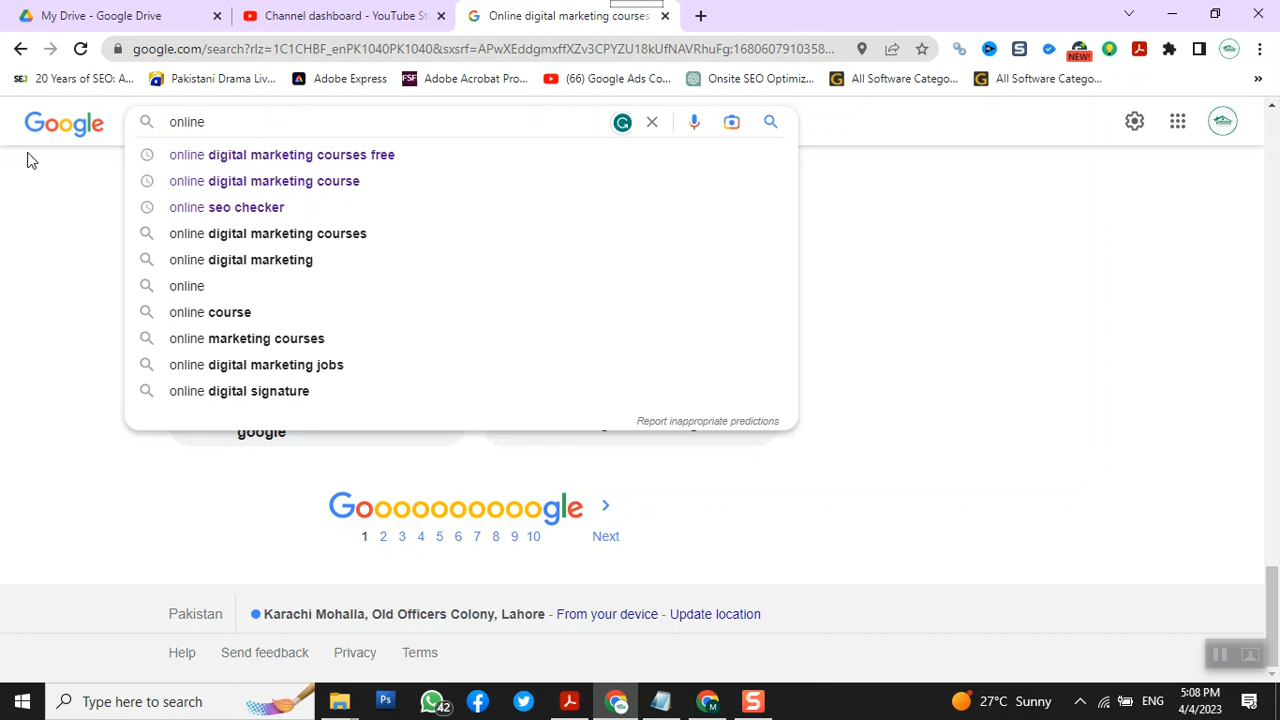 My Drive - Google Drive
Channel dashboard - YouTube St
Online digital marketing courses
google.com/search?rlz=1C1CHBF_enPK1040PK1040&sxsrf=APwXEddgmxffXZv3CPYZU18kUfNAVRhuFg:16806079103 58...
NEW!
SEJ 20 Years of SEO: A...
Pakistani Drama Liv...
Adobe Express
FSF Adobe Acrobat Pro...
(66) Google Ads Co...
Onsite SEO Optimiz...
All Software Catego...
All Software Catego...
»
Google
online
online digital marketing courses free
online digital marketing course
online seo checker
online digital marketing courses
online digital marketing
online
online course
online marketing courses
online digital marketing jobs
online digital signature
Report inappropriate predictions
google
Goooooooooogle >
1 2 3 4 5 6 7 8 9 10 Next
Pakistan
Karachi Mohalla, Old Officers Colony, Lahore - From your device - Update location
Help Send feedback Privacy Terms
Type here to search
Ps
42
27°C Sunny
ENG
5:08 PM
4/4/2023